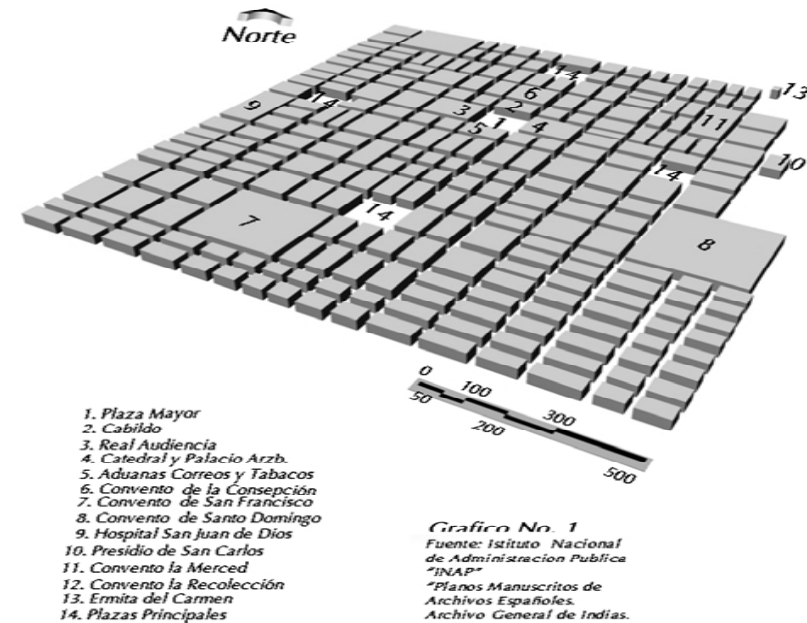 Norte
13
14
6
2
11
9
14
3
1
4
5
10
14
14
7
8
0
100
300
50
200
500
1. Plaza Mayor
2. Cabildo
3. Real Audiencia
4. Catedral y Palacio Arzb.
5. Aduanas Correos y Tabacos
6. Convento de la Consepción
7. Convento de San Francisco
8. Convento de Santo Domingo
9. Hospital San Juan de Dios
10. Presidio de San Carlos
11. Convento la Merced
12. Convento la Recolección
13. Ermita del Carmen
14. Plazas Principales
Grafico No. 1
Fuente: Istituto Nacional
de Administracion Publica
"INAP"
"Planos Manuscritos de
Archivos Españoles.
Archivo General de Indias.